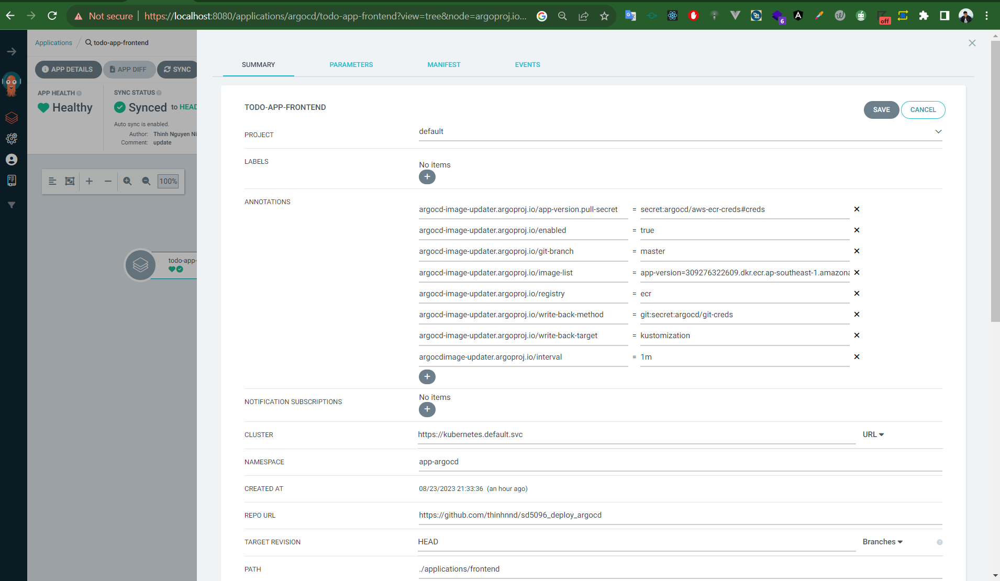 Not secure
https://localhost:8080/applications/argocd/todo-app-frontend?view=tree&node=argoproj.io...
6
off
Applications
todo-app-frontend
APP DETAILS
APP DIFF
SYNC
APP HEALTH
SYNC STATUS
Healthy
Synced to HEAD
Auto sync is enabled.
Author: Thinh Nguyen Ni
Comment: update
100%
todo-app-
SUMMARY
PARAMETERS
MANIFEST
EVENTS
TODO-APP-FRONTEND
SAVE
CANCEL
PROJECT
default
LABELS
No items
ANNOTATIONS
argocd-image-updater.argoproj.io/app-version.pull-secret = secret:argocd/aws-ecr-creds#creds
argocd-image-updater.argoproj.io/enabled = true
argocd-image-updater.argoproj.io/git-branch = master
argocd-image-updater.argoproj.io/image-list = app-version=309276322609.dkr.ecr.ap-southeast-1.amazona
argocd-image-updater.argoproj.io/registry = ecr
argocd-image-updater.argoproj.io/write-back-method = git:secret:argocd/git-creds
argocd-image-updater.argoproj.io/write-back-target = kustomization
argocdimage-updater.argoproj.io/interval = 1m
NOTIFICATION SUBSCRIPTIONS
No items
CLUSTER
https://kubernetes.default.svc
URL
NAMESPACE
app-argocd
CREATED AT
08/23/2023 21:33:36 (an hour ago)
REPO URL
https://github.com/thinhnnd/sd5096_deploy_argocd
TARGET REVISION
HEAD
Branches
PATH
./applications/frontend